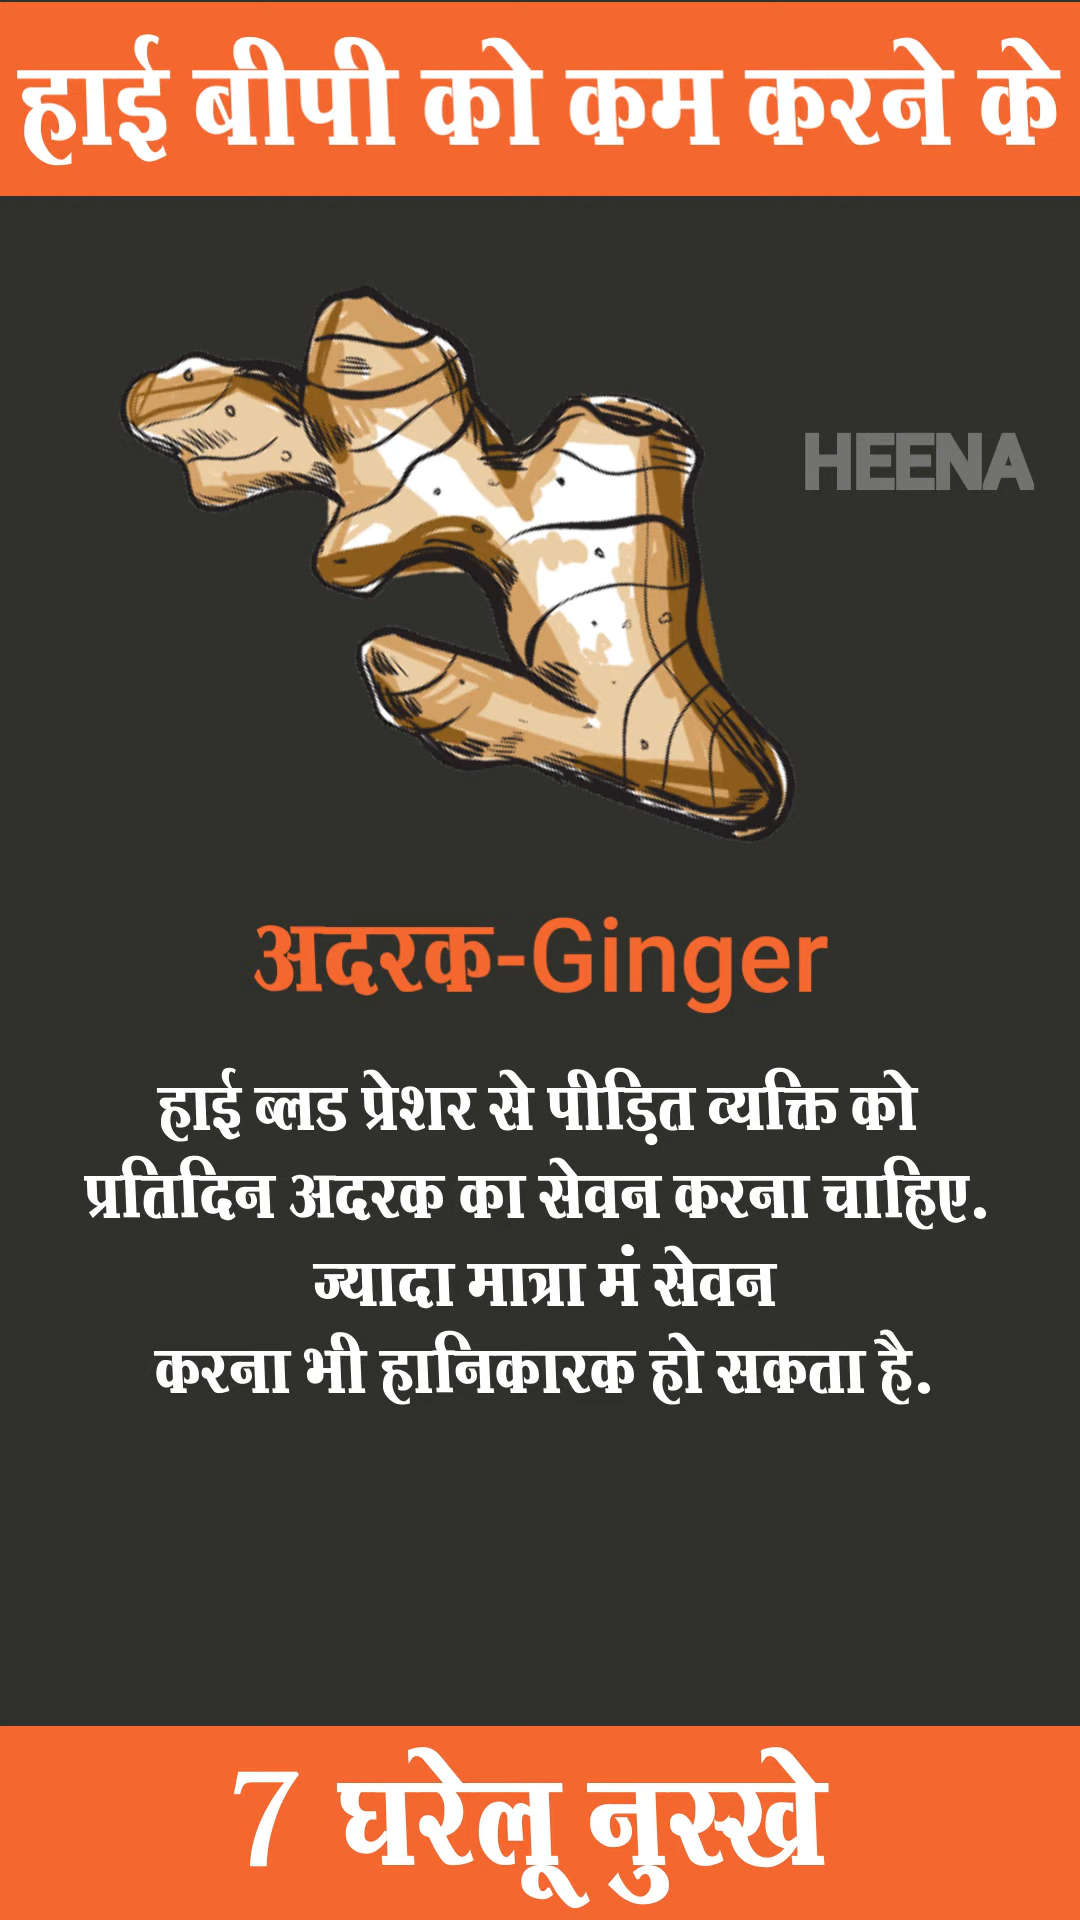 हाई बीपी को कम करने के
HEENA
अदरक-Ginger
हाई ब्लड प्रेशर से पीड़ित व्यक्ति को
प्रतिदिन अदरक का सेवन करना चाहिए.
ज्यादा मात्रा मं सेवन
करना भी हानिकारक हो सकता है.
7 घरेलू नुस्खे